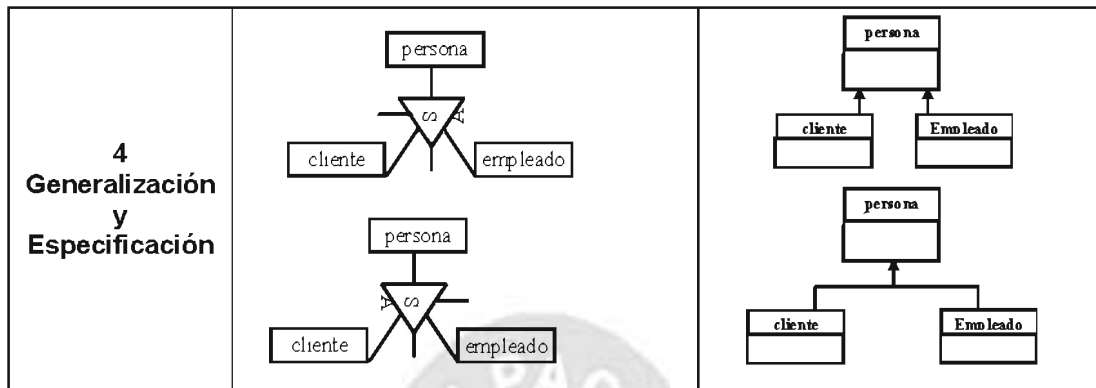 4
Generalización
y
Especificación
persona
S
A
cliente
empleado
persona
A
S
cliente
empleado
persona
cliente
Empleado
persona
cliente
Empleado